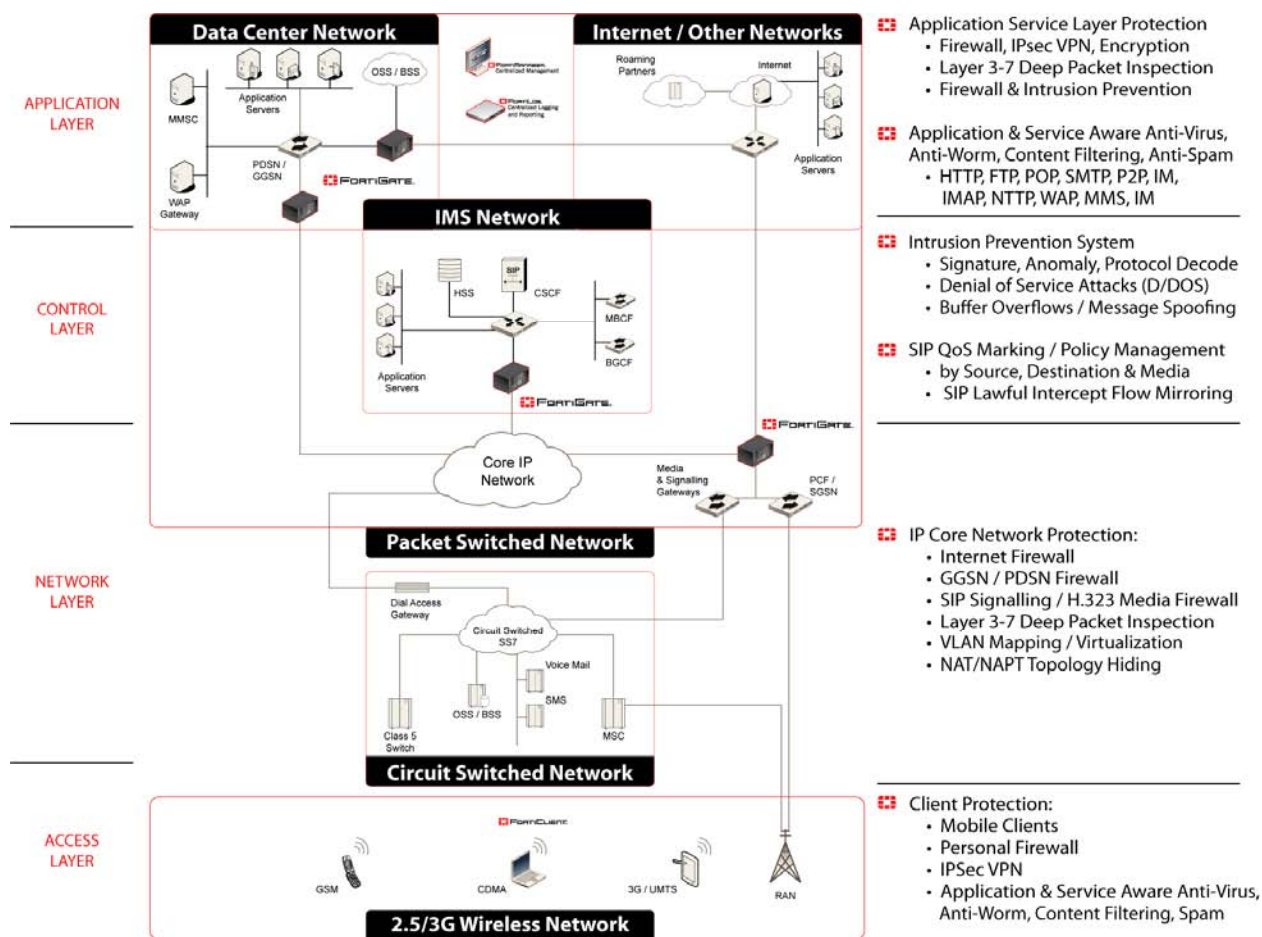 Data Center Network
Internet / Other Networks
APPLICATION
LAYER
MMSC
Application
Servers
OSS / BSS
FORTIMANAGER
Centralized Management
FORTILOG
Centralized Logging
and Reporting
Roaming
Partners
Internet
Application
Servers
PDSN /
GGSN
WAP
Gateway
FORTIGATE
IMS Network
CONTROL
LAYER
HSS
SIP
CSCF
MBCF
BGCF
Application
Servers
FORTIGATE
FORTIGATE
Core IP
Network
Media
& Signalling
Gateways
PCF /
SGSN
Packet Switched Network
NETWORK
LAYER
Dial Access
Gateway
Circuit Switched
SS7
Voice Mail
SMS
OSS / BSS
Class 5
Switch
MSC
Circuit Switched Network
ACCESS
LAYER
FORTICLIENT
GSM
CDMA
3G / UMTS
RAN
2.5/3G Wireless Network
Application Service Layer Protection
• Firewall, IPsec VPN, Encryption
• Layer 3-7 Deep Packet Inspection
• Firewall & Intrusion Prevention
Application & Service Aware Anti-Virus,
Anti-Worm, Content Filtering, Anti-Spam
• HTTP, FTP, POP, SMTP, P2P, IM,
IMAP, NTTP, WAP, MMS, IM
Intrusion Prevention System
• Signature, Anomaly, Protocol Decode
• Denial of Service Attacks (D/DOS)
• Buffer Overflows / Message Spoofing
SIP QoS Marking / Policy Management
• by Source, Destination & Media
• SIP Lawful Intercept Flow Mirroring
IP Core Network Protection:
• Internet Firewall
• GGSN / PDSN Firewall
• SIP Signalling / H.323 Media Firewall
• Layer 3-7 Deep Packet Inspection
• VLAN Mapping / Virtualization
• NAT/NAPT Topology Hiding
Client Protection:
• Mobile Clients
• Personal Firewall
• IPSec VPN
• Application & Service Aware Anti-Virus,
Anti-Worm, Content Filtering, Spam